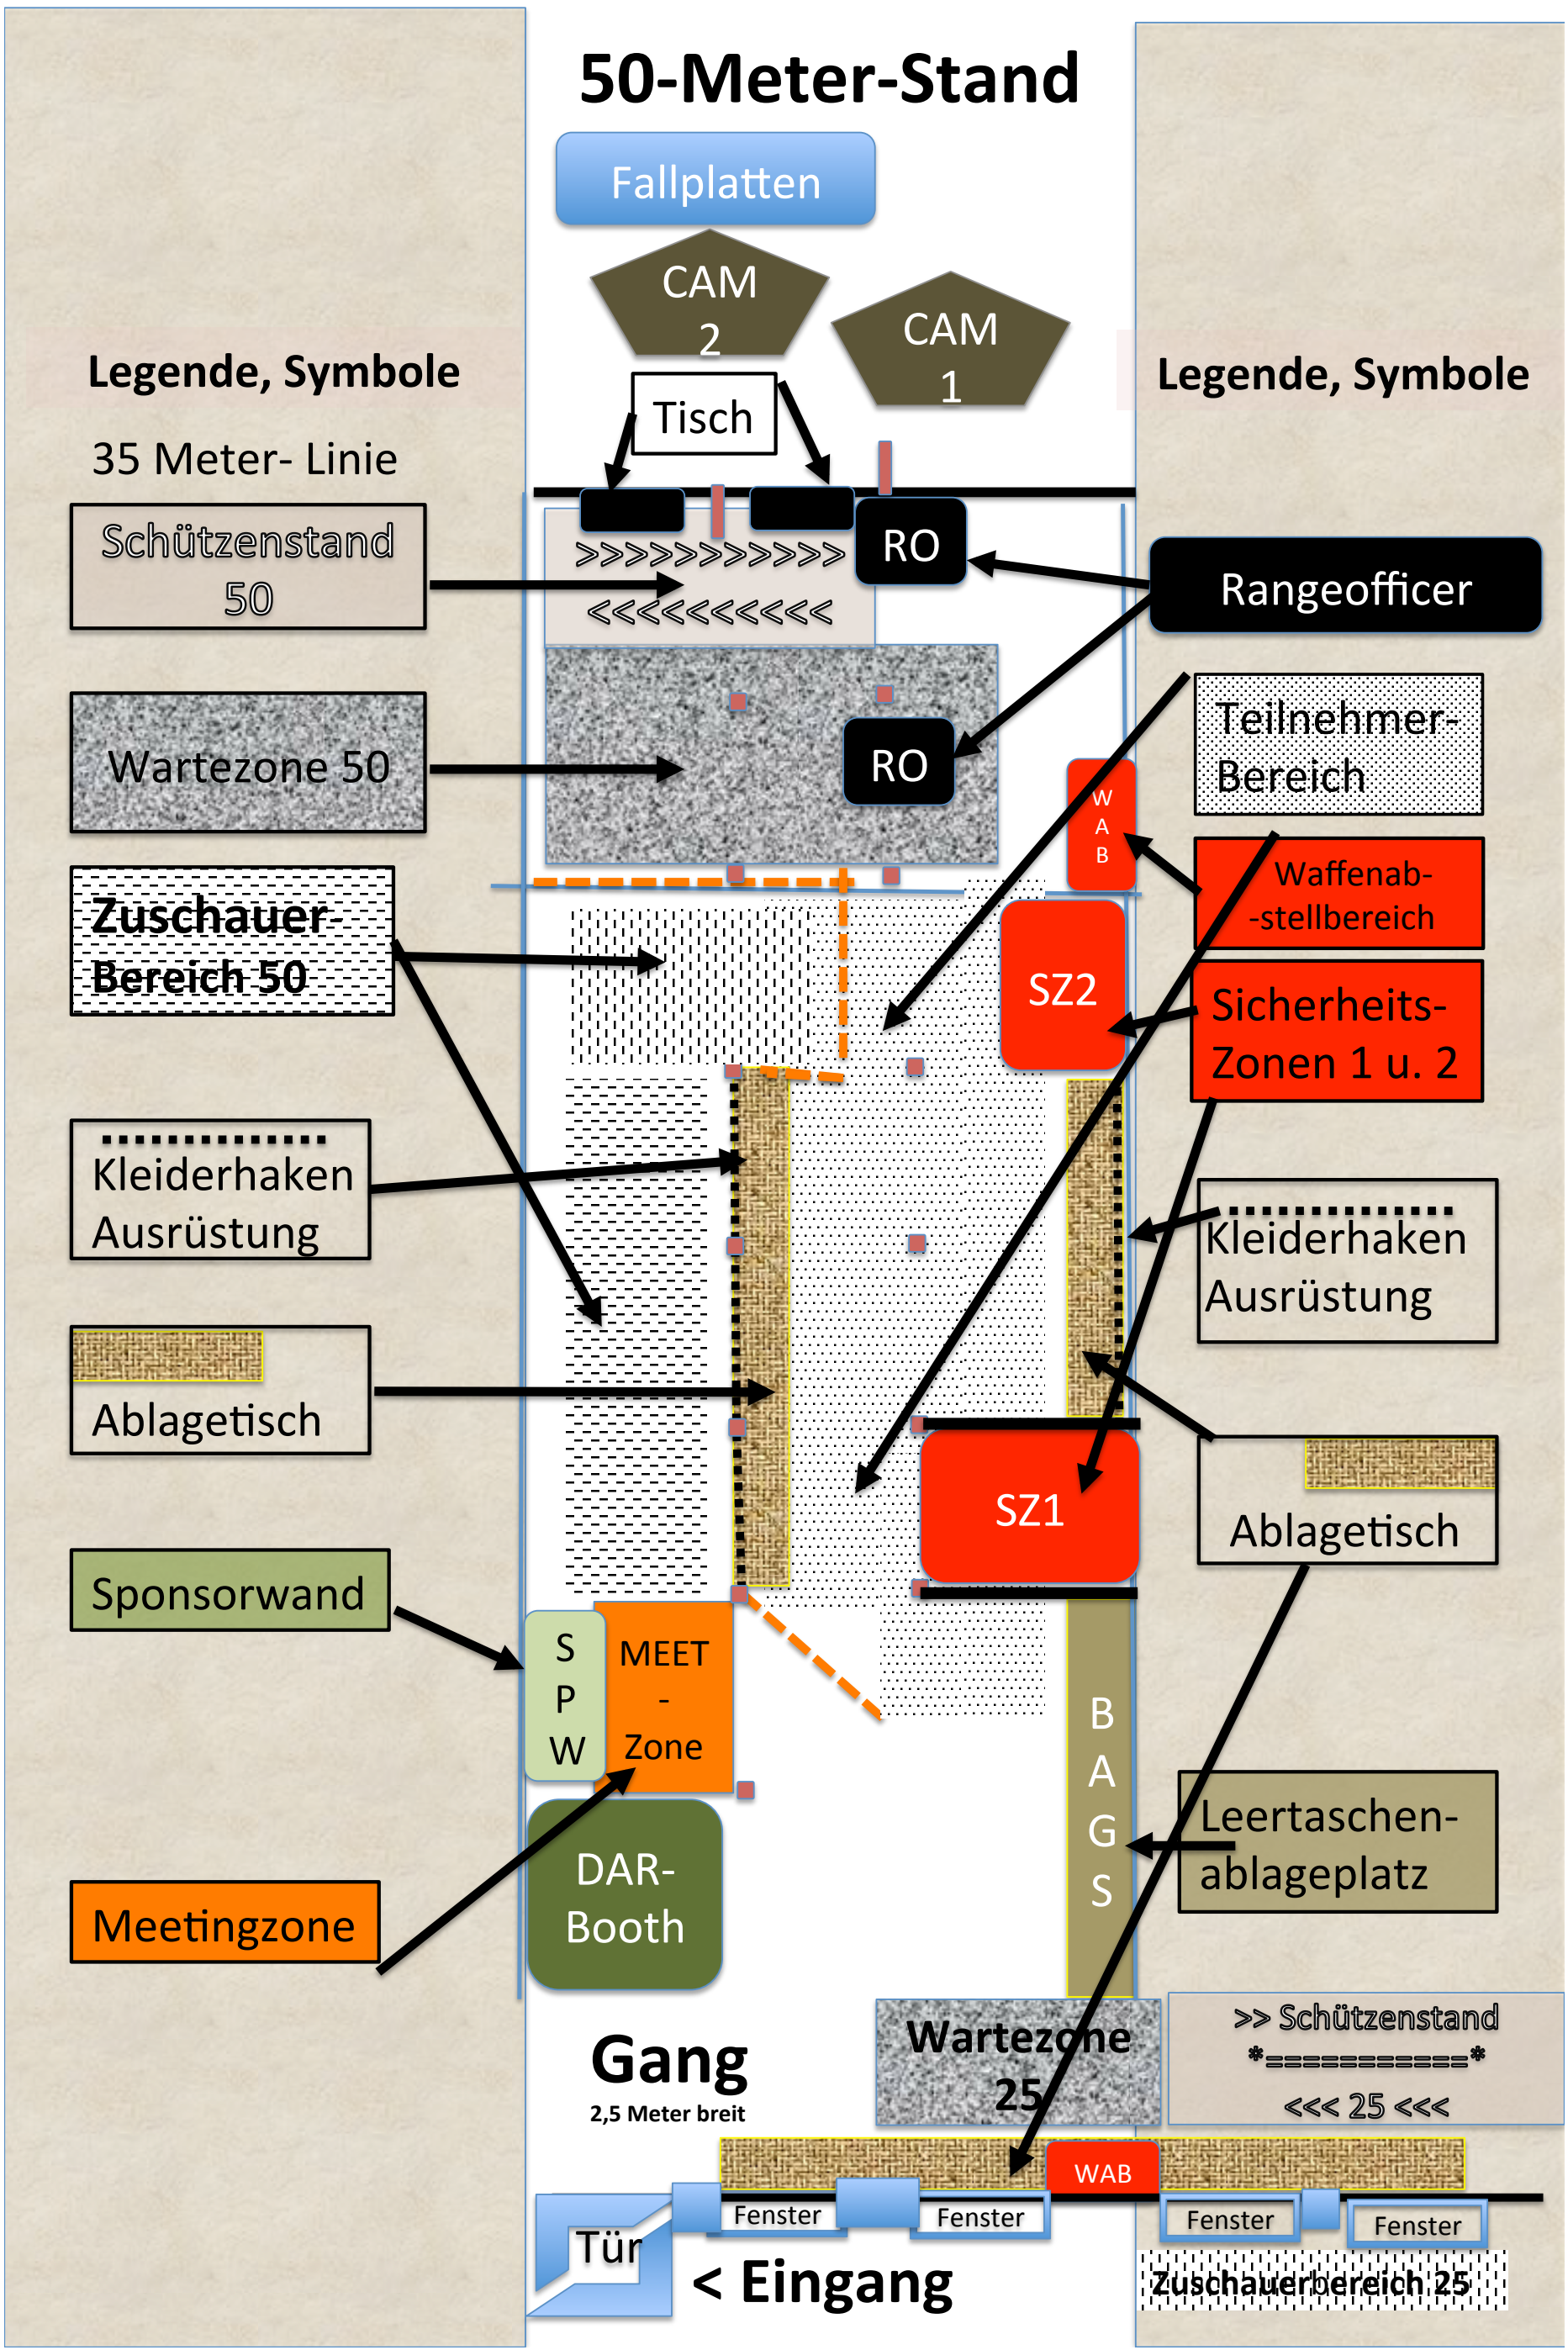 50-Meter-Stand
Fallplatten
CAM
2
CAM
1
Tisch
Legende, Symbole
35 Meter- Linie
Schützenstand
50
Wartezone 50
Zuschauer-
Bereich 50
Kleiderhaken
Ausrüstung
Ablagetisch
Sponsorwand
Meetingzone
>>>>>>>>>>>
<<<<<<<<<<
RO
RO
W
A
B
SZ2
SZ1
S
P
W
MEET
-
Zone
DAR-
Booth
B
A
G
S
Legende, Symbole
Rangeofficer
Teilnehmer-
Bereich
Waffenab-
-stellbereich
Sicherheits-
Zonen 1 u. 2
Kleiderhaken
Ausrüstung
Ablagetisch
Leertaschen-
ablageplatz
Gang
2,5 Meter breit
Wartezone
25
>> Schützenstand
*===========*
<<< 25 <<<
WAB
Fenster
Fenster
Fenster
Fenster
Tür
< Eingang
Zuschauerbereich 25